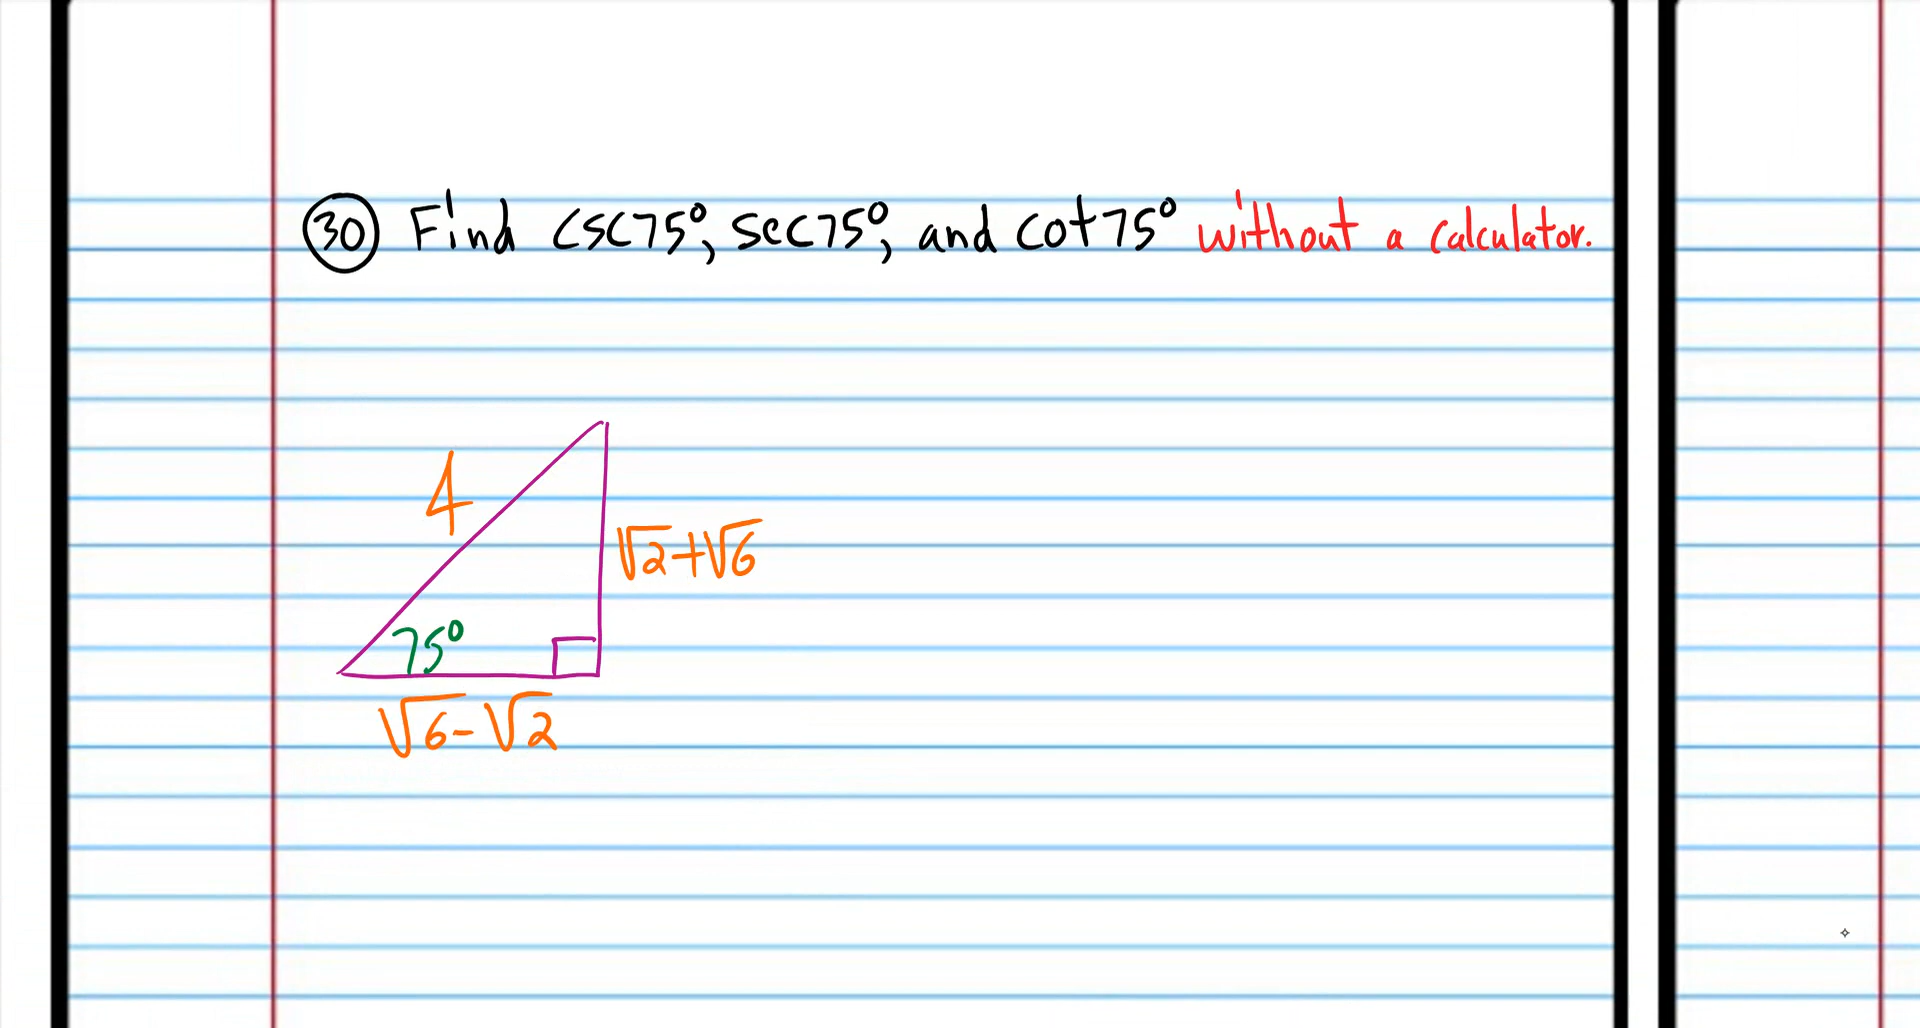 30 Find csc75°, sec75°, and cot75° without a calculator.
4
√2+√6
75°
√6-√2